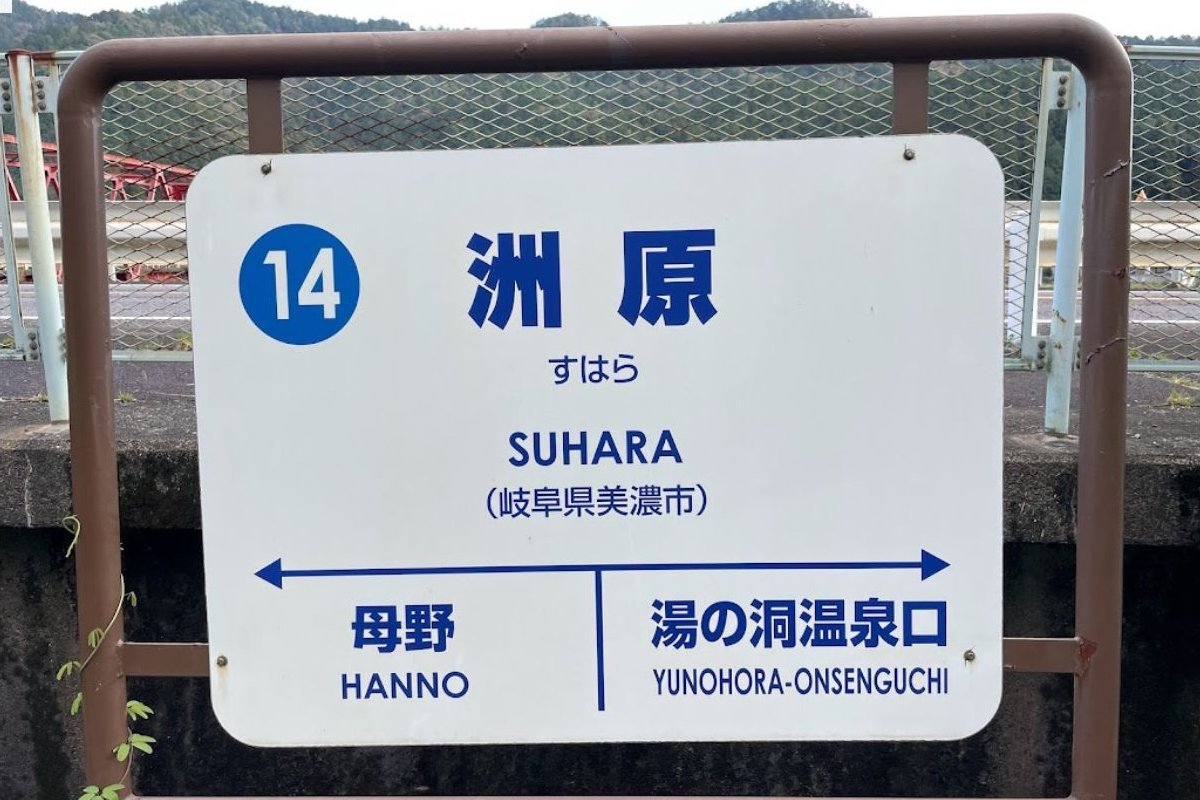 14
洲原
すはら
SUHARA
（岐阜県美濃市）
母野
HANNO
湯の洞温泉口
YUNOHORA-ONSENGUCHI